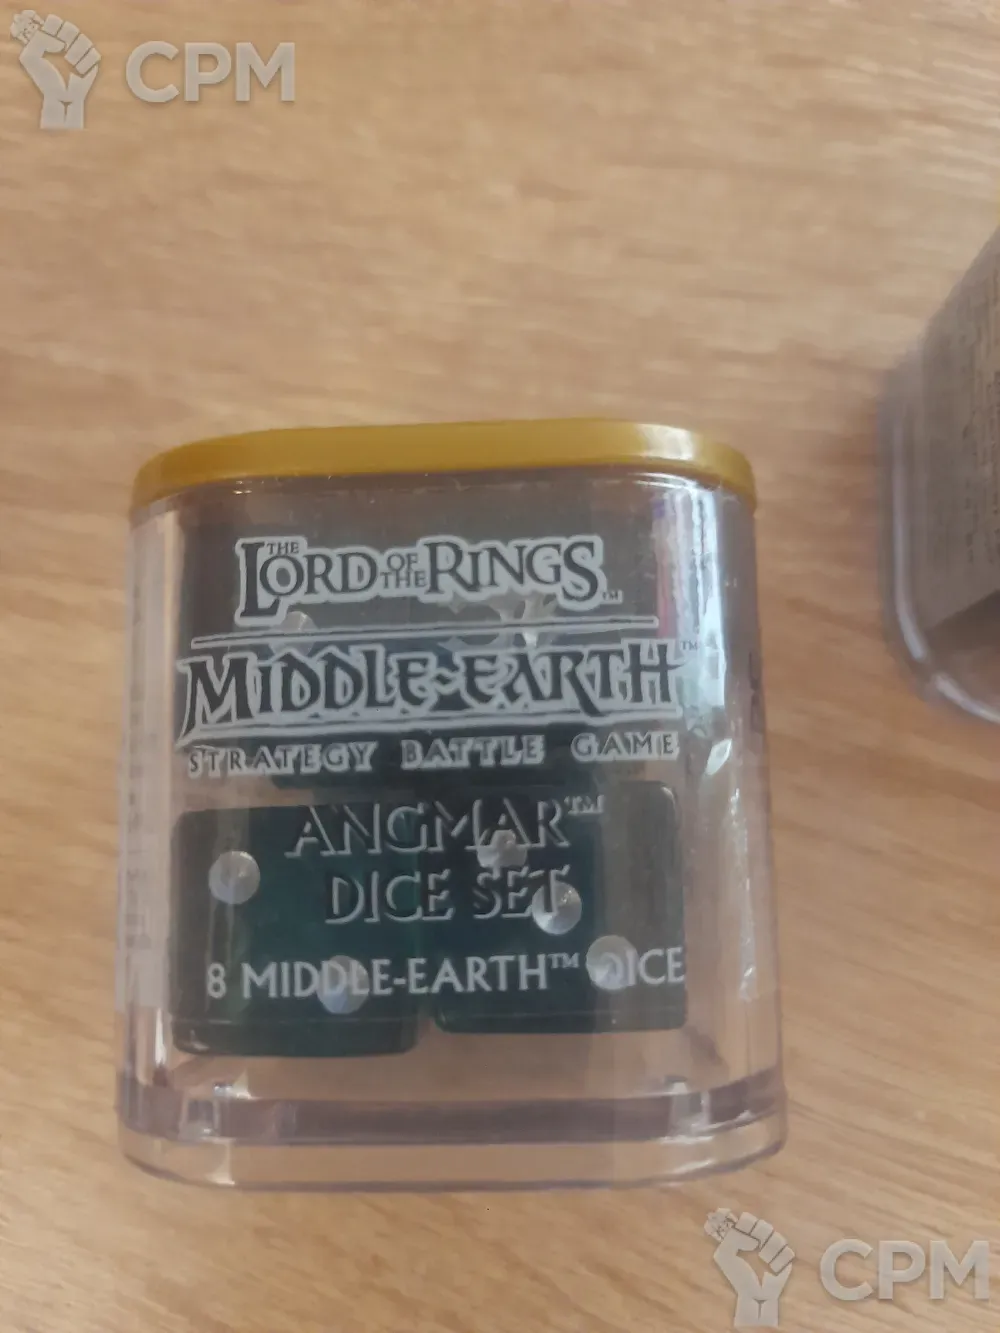 CPM
THE LORD OF THE RINGS™
MIDDLE-EARTH™
STRATEGY BATTLE GAME
ANGMAR™
DICE SET
8 MIDDLE-EARTH™ DICE
CPM